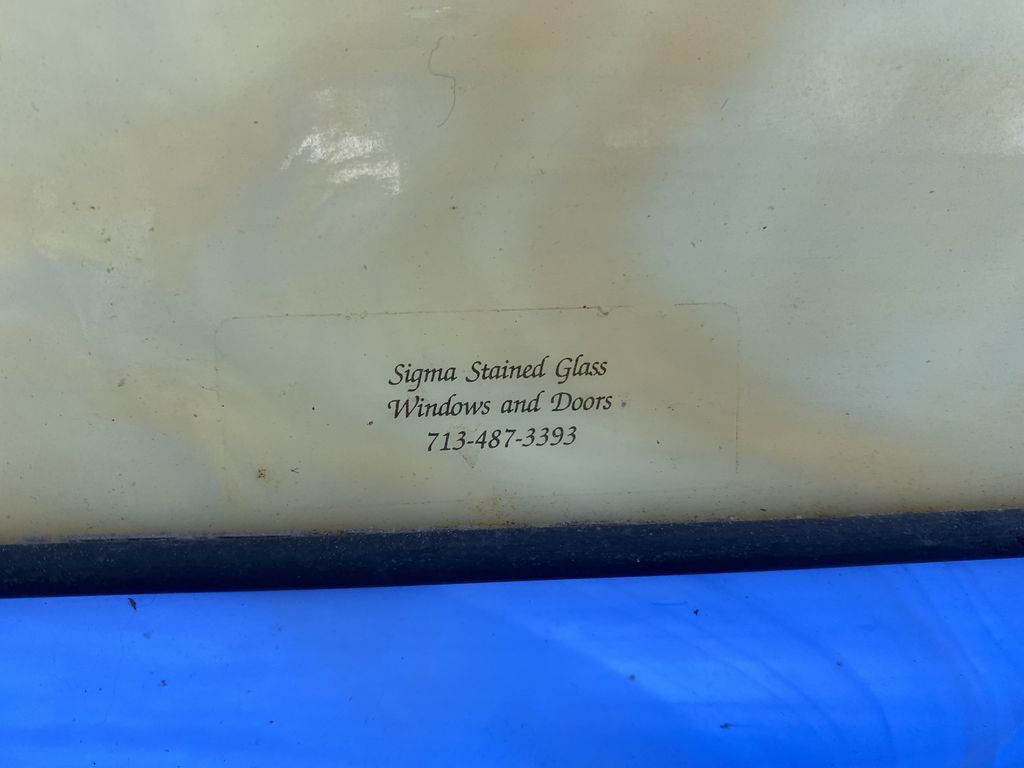 Sigma Stained Glass
Windows and Doors
713-487-3393